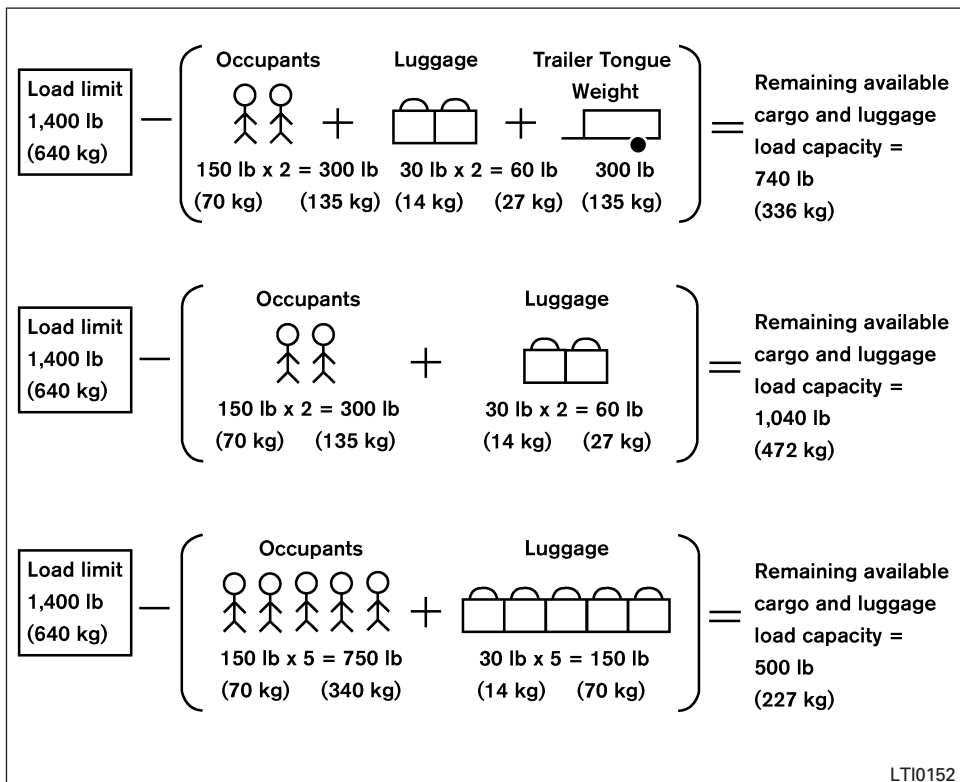 Load limit
1,400 lb
(640 kg)
—
Occupants
150 lb x 2 = 300 lb
(70 kg) (135 kg)
+
Luggage
30 lb x 2 = 60 lb
(14 kg) (27 kg)
+
Trailer Tongue
Weight
300 lb
(135 kg)
=
Remaining available
cargo and luggage
load capacity =
740 lb
(336 kg)
Load limit
1,400 lb
(640 kg)
—
Occupants
150 lb x 2 = 300 lb
(70 kg) (135 kg)
+
Luggage
30 lb x 2 = 60 lb
(14 kg) (27 kg)
=
Remaining available
cargo and luggage
load capacity =
1,040 lb
(472 kg)
Load limit
1,400 lb
(640 kg)
—
Occupants
150 lb x 5 = 750 lb
(70 kg) (340 kg)
+
Luggage
30 lb x 5 = 150 lb
(14 kg) (70 kg)
=
Remaining available
cargo and luggage
load capacity =
500 lb
(227 kg)
LTI0152